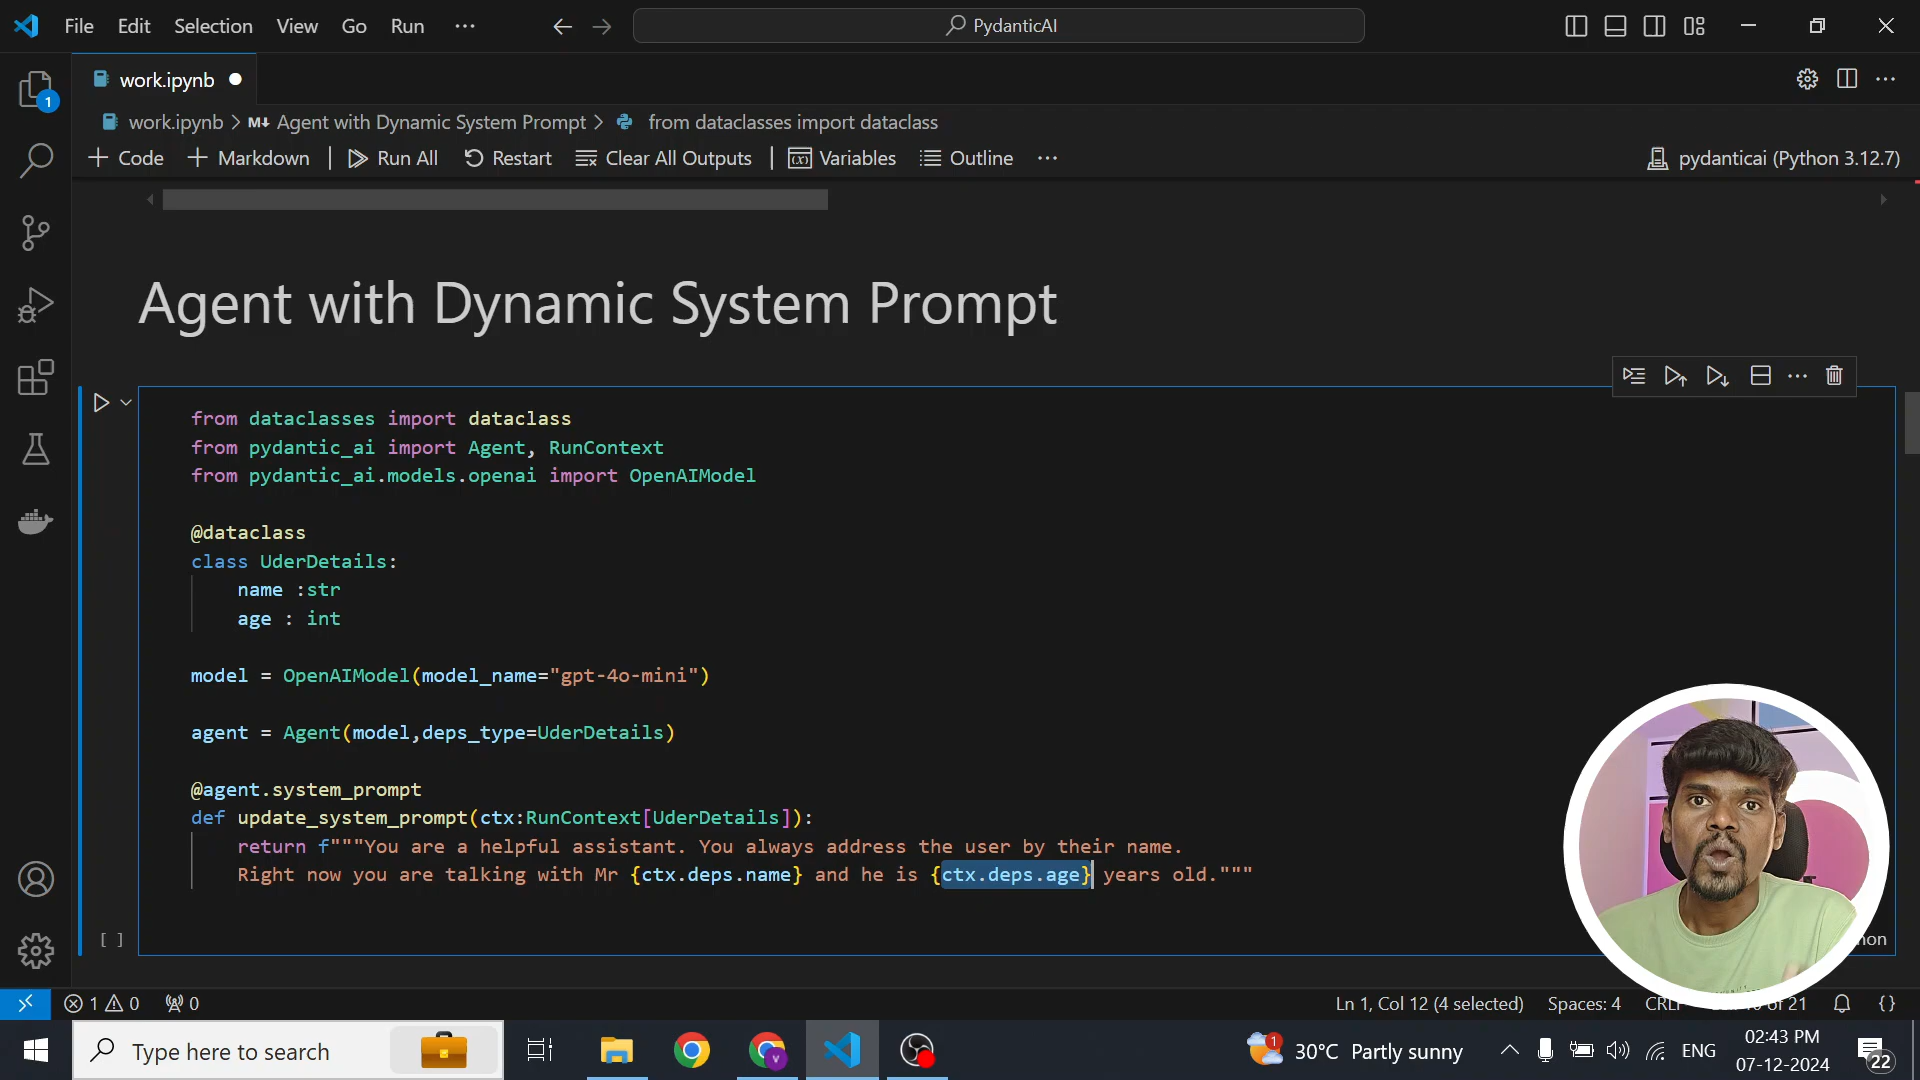 File Edit Selection View Go Run ··· PydanticAI
work.ipynb
1
work.ipynb > M↓ Agent with Dynamic System Prompt > from dataclasses import dataclass
+ Code + Markdown | Run All Restart Clear All Outputs | Variables Outline ··· pydanticai (Python 3.12.7)
Agent with Dynamic System Prompt
from dataclasses import dataclass
from pydantic_ai import Agent, RunContext
from pydantic_ai.models.openai import OpenAIModel
@dataclass
class UderDetails:
name :str
age : int
model = OpenAIModel(model_name="gpt-4o-mini")
agent = Agent(model,deps_type=UderDetails)
@agent.system_prompt
def update_system_prompt(ctx:RunContext[UderDetails]):
return f"""You are a helpful assistant. You always address the user by their name.
Right now you are talking with Mr {ctx.deps.name} and he is {ctx.deps.age} years old."""
[ ]
1 0 0 Ln 1, Col 12 (4 selected) Spaces: 4 of 21 {}
Type here to search v 1 30°C Partly sunny ENG 02:43 PM
07-12-2024 22